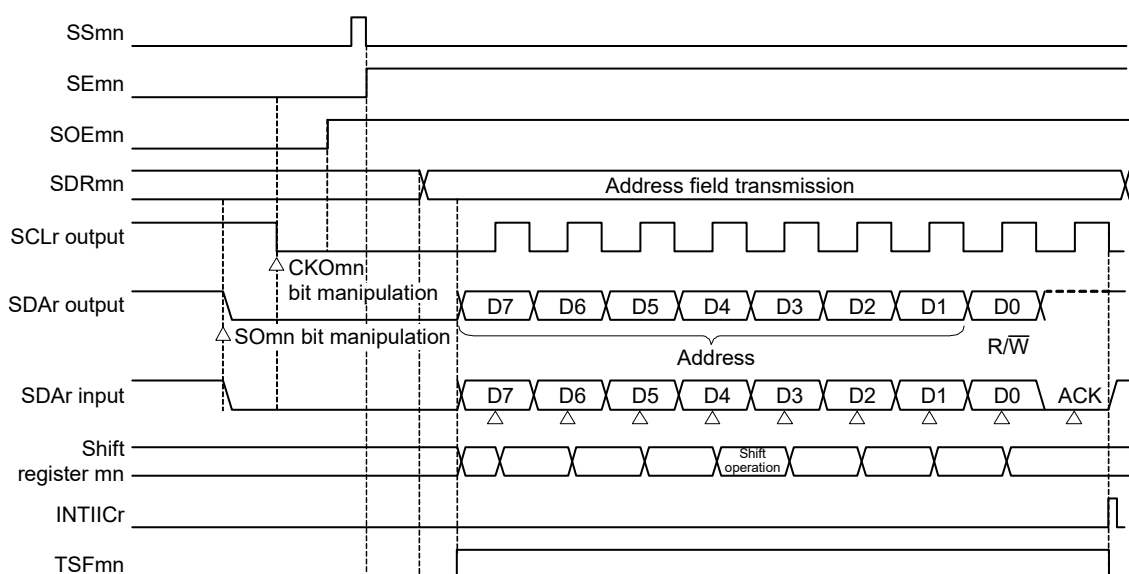 SSmn
SEmn
SOEmn
SDRmn
Address field transmission
SCLr output
CKOmn
bit manipulation
SDAr output
D7 D6 D5 D4 D3 D2 D1 D0
SOmn bit manipulation
Address
R/W̅
SDAr input
D7 D6 D5 D4 D3 D2 D1 D0 ACK
Shift
register mn
Shift
operation
INTIICr
TSFmn